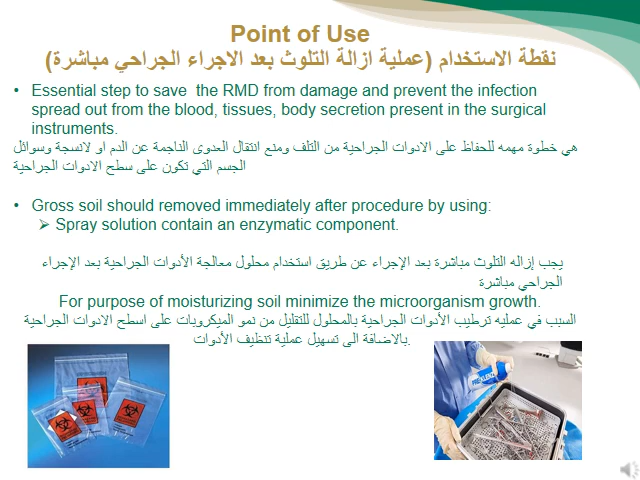 Point of Use
نقطة الاستخدام (عملية ازالة التلوث بعد الاجراء الجراحي مباشرة)
• Essential step to save the RMD from damage and prevent the infection
spread out from the blood, tissues, body secretion present in the surgical
instruments.
هي خطوة مهمه للحفاظ على الادوات الجراحية من التلف ومنع انتقال العدوى الناجمة عن الدم او لانسجة وسوائل
الجسم التي تكون على سطح الادوات الجراحية
• Gross soil should removed immediately after procedure by using:
➢ Spray solution contain an enzymatic component.
يجب إزاله التلوث مباشرة بعد الإجراء عن طريق استخدام محلول معالجة الأدوات الجراحية بعد الإجراء
الجراحي مباشرة
For purpose of moisturizing soil minimize the microorganism growth.
السبب في عمليه ترطيب الأدوات الجراحية بالمحلول للتقليل من نمو الميكروبات على اسطح الادوات الجراحية
بالاضافة الى تسهيل عملية تنظيف الأدوات.